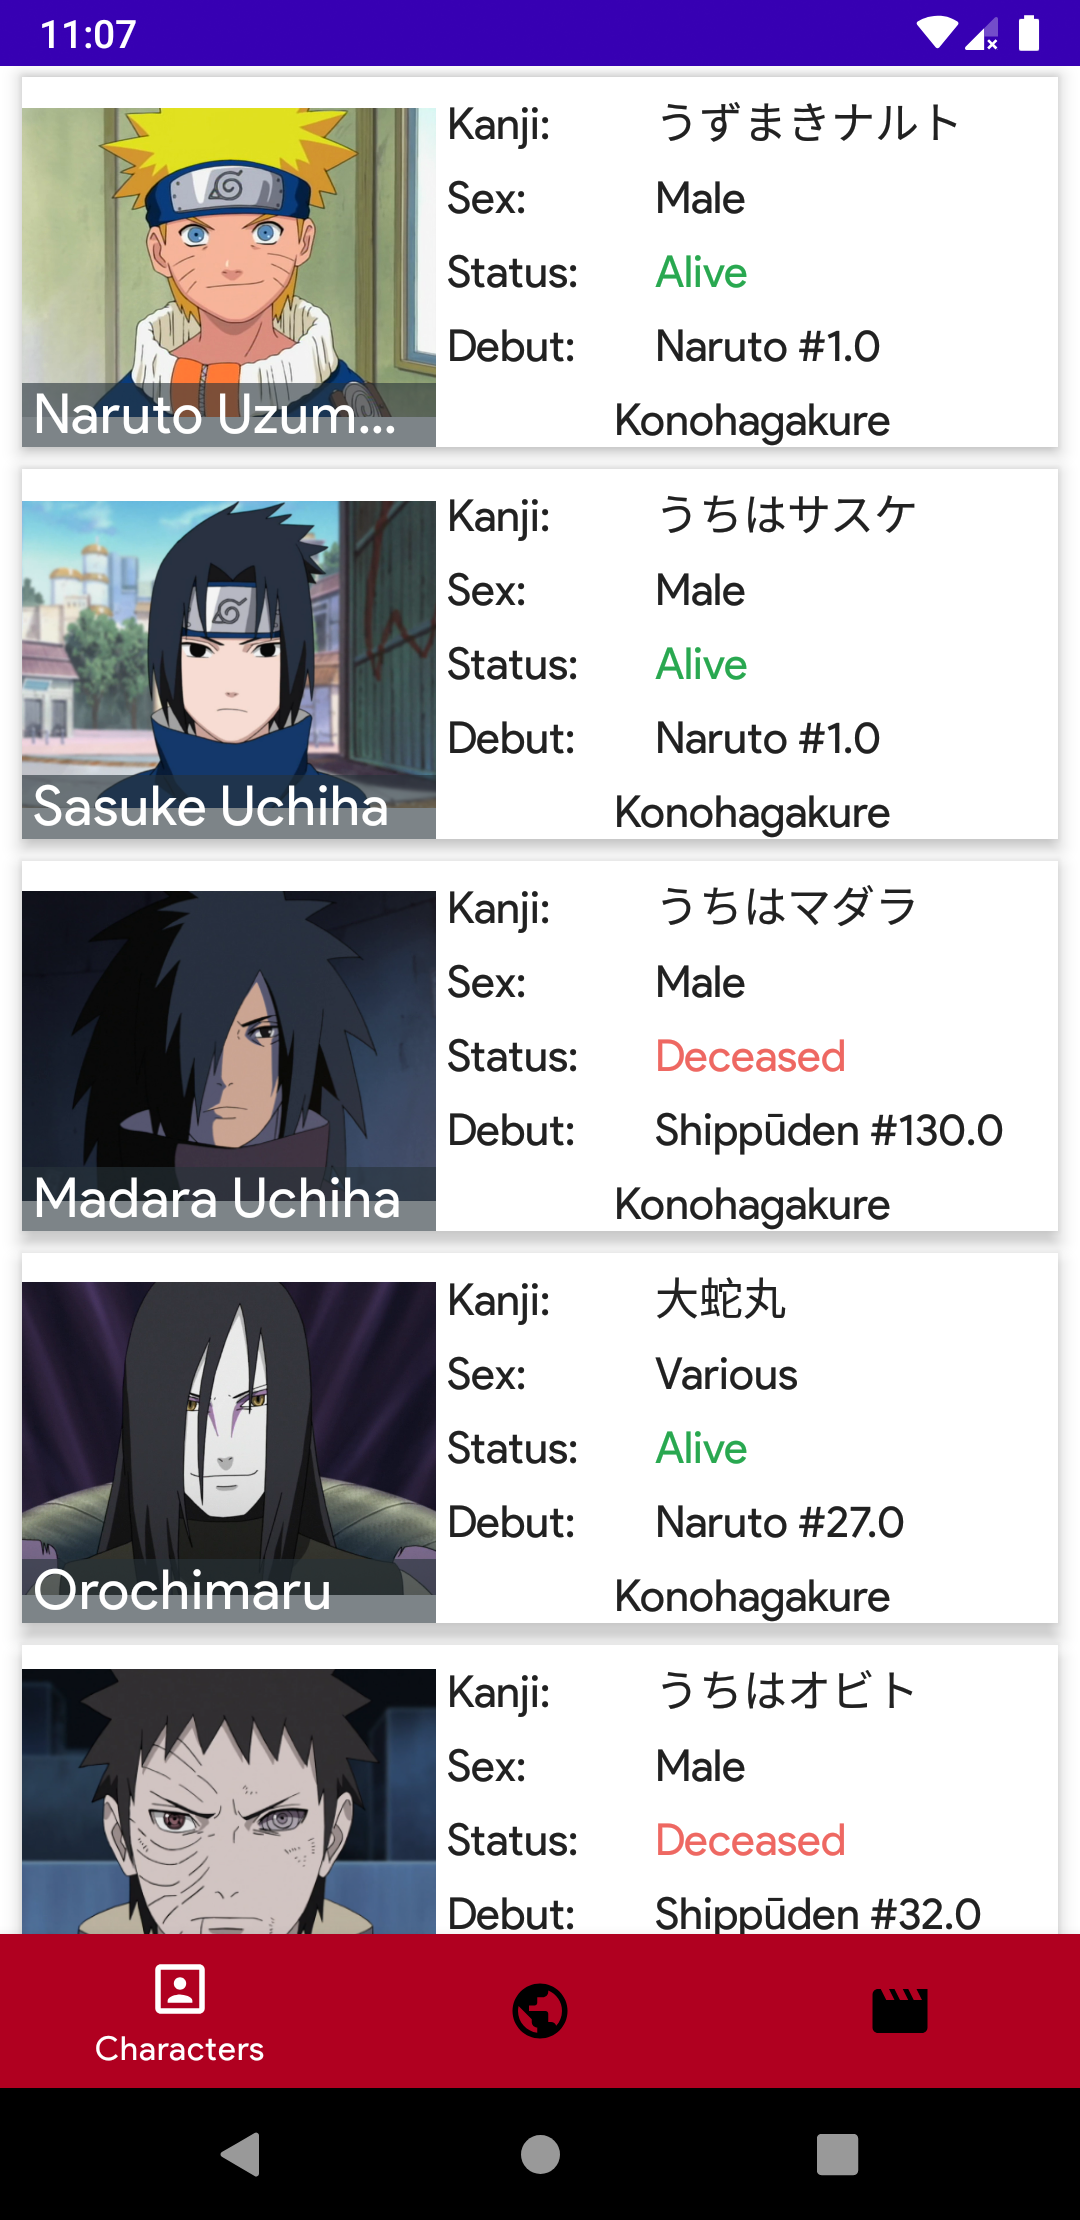 11:07
Kanji: うずまきナルト
Sex: Male
Status: Alive
Debut: Naruto #1.0
Konohagakure
Naruto Uzum...
Kanji: うちはサスケ
Sex: Male
Status: Alive
Debut: Naruto #1.0
Konohagakure
Sasuke Uchiha
Kanji: うちはマダラ
Sex: Male
Status: Deceased
Debut: Shippūden #130.0
Konohagakure
Madara Uchiha
Kanji: 大蛇丸
Sex: Various
Status: Alive
Debut: Naruto #27.0
Konohagakure
Orochimaru
Kanji: うちはオビト
Sex: Male
Status: Deceased
Debut: Shippūden #32.0
Characters